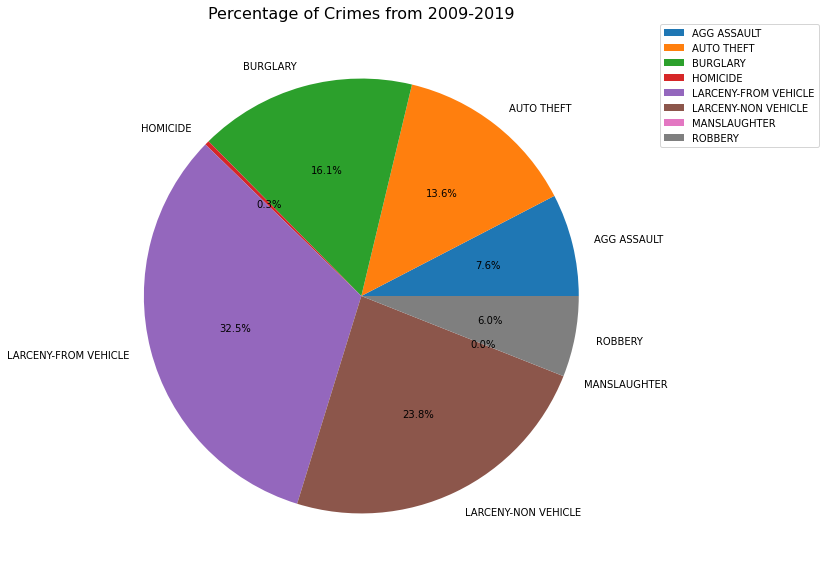 Percentage of Crimes from 2009-2019
AGG ASSAULT
AUTO THEFT
BURGLARY
HOMICIDE
LARCENY-FROM VEHICLE
LARCENY-NON VEHICLE
MANSLAUGHTER
ROBBERY
BURGLARY
AUTO THEFT
HOMICIDE
16.1%
13.6%
0.3%
AGG ASSAULT
7.6%
32.5%
6.0%
ROBBERY
0.0%
LARCENY-FROM VEHICLE
MANSLAUGHTER
23.8%
LARCENY-NON VEHICLE